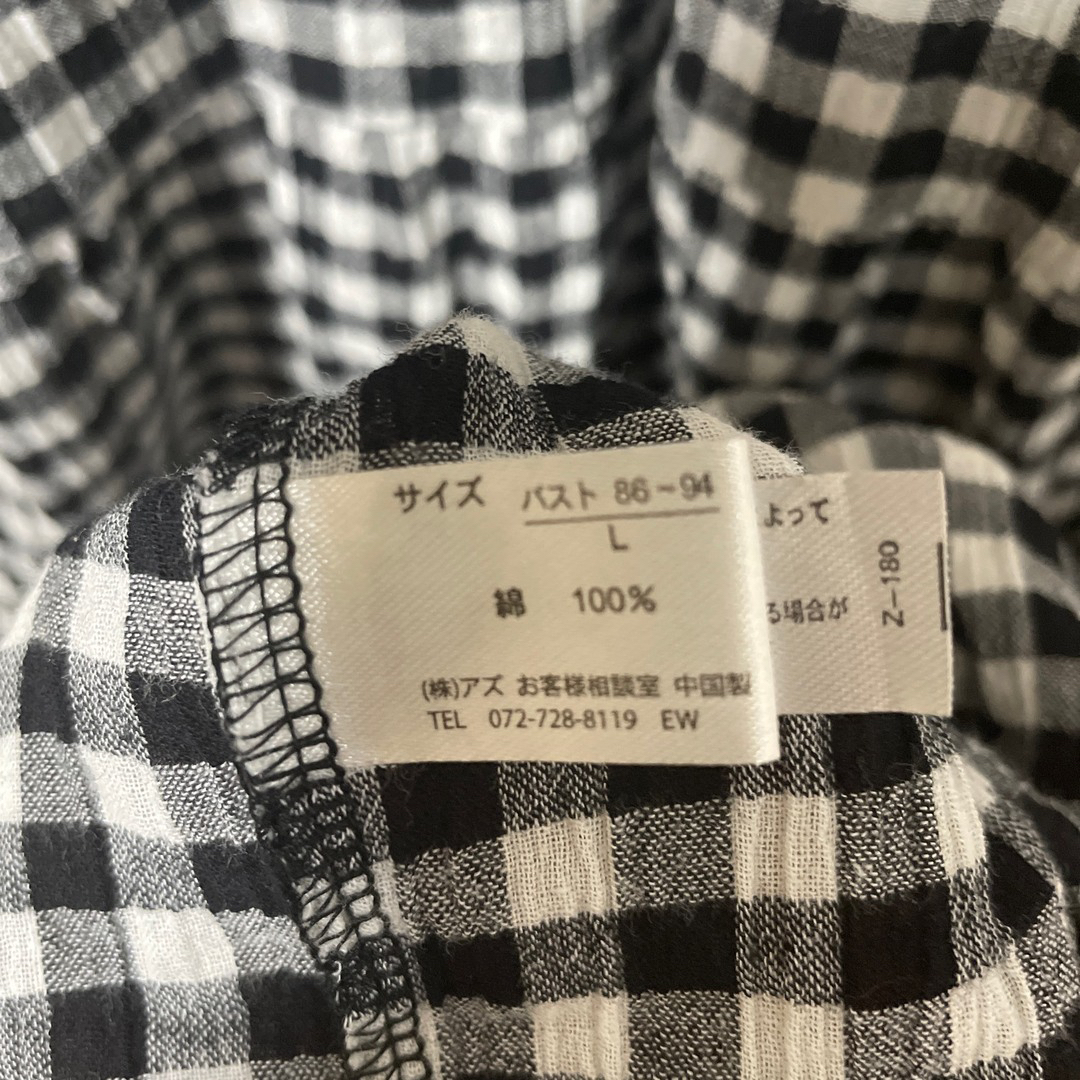 サイズ バスト 86~94
L
綿 100%
(株)アズ お客様相談室 中国製
TEL 072-728-8119 EW
よって
る場合が
Z-180